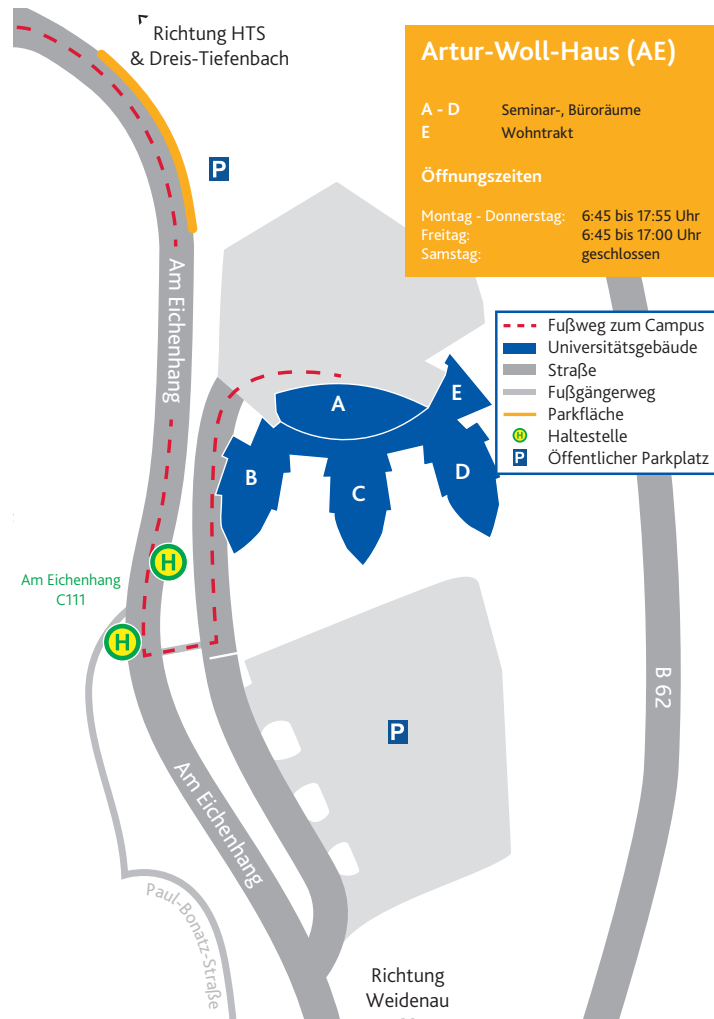 Richtung HTS
& Dreis-Tiefenbach
Artur-Woll-Haus (AE)
A - D Seminar-, Büroräume
E Wohntrakt
Öffnungszeiten
Montag - Donnerstag: 6:45 bis 17:55 Uhr
Freitag: 6:45 bis 17:00 Uhr
Samstag: geschlossen
P
Am Eichenhang
Fußweg zum Campus
Universitätsgebäude
Straße
Fußgängerweg
Parkfläche
H Haltestelle
P Öffentlicher Parkplatz
A
E
B
C
D
H
Am Eichenhang
C111
H
B 62
P
Am Eichenhang
Paul-Bonatz-Straße
Richtung
Weidenau